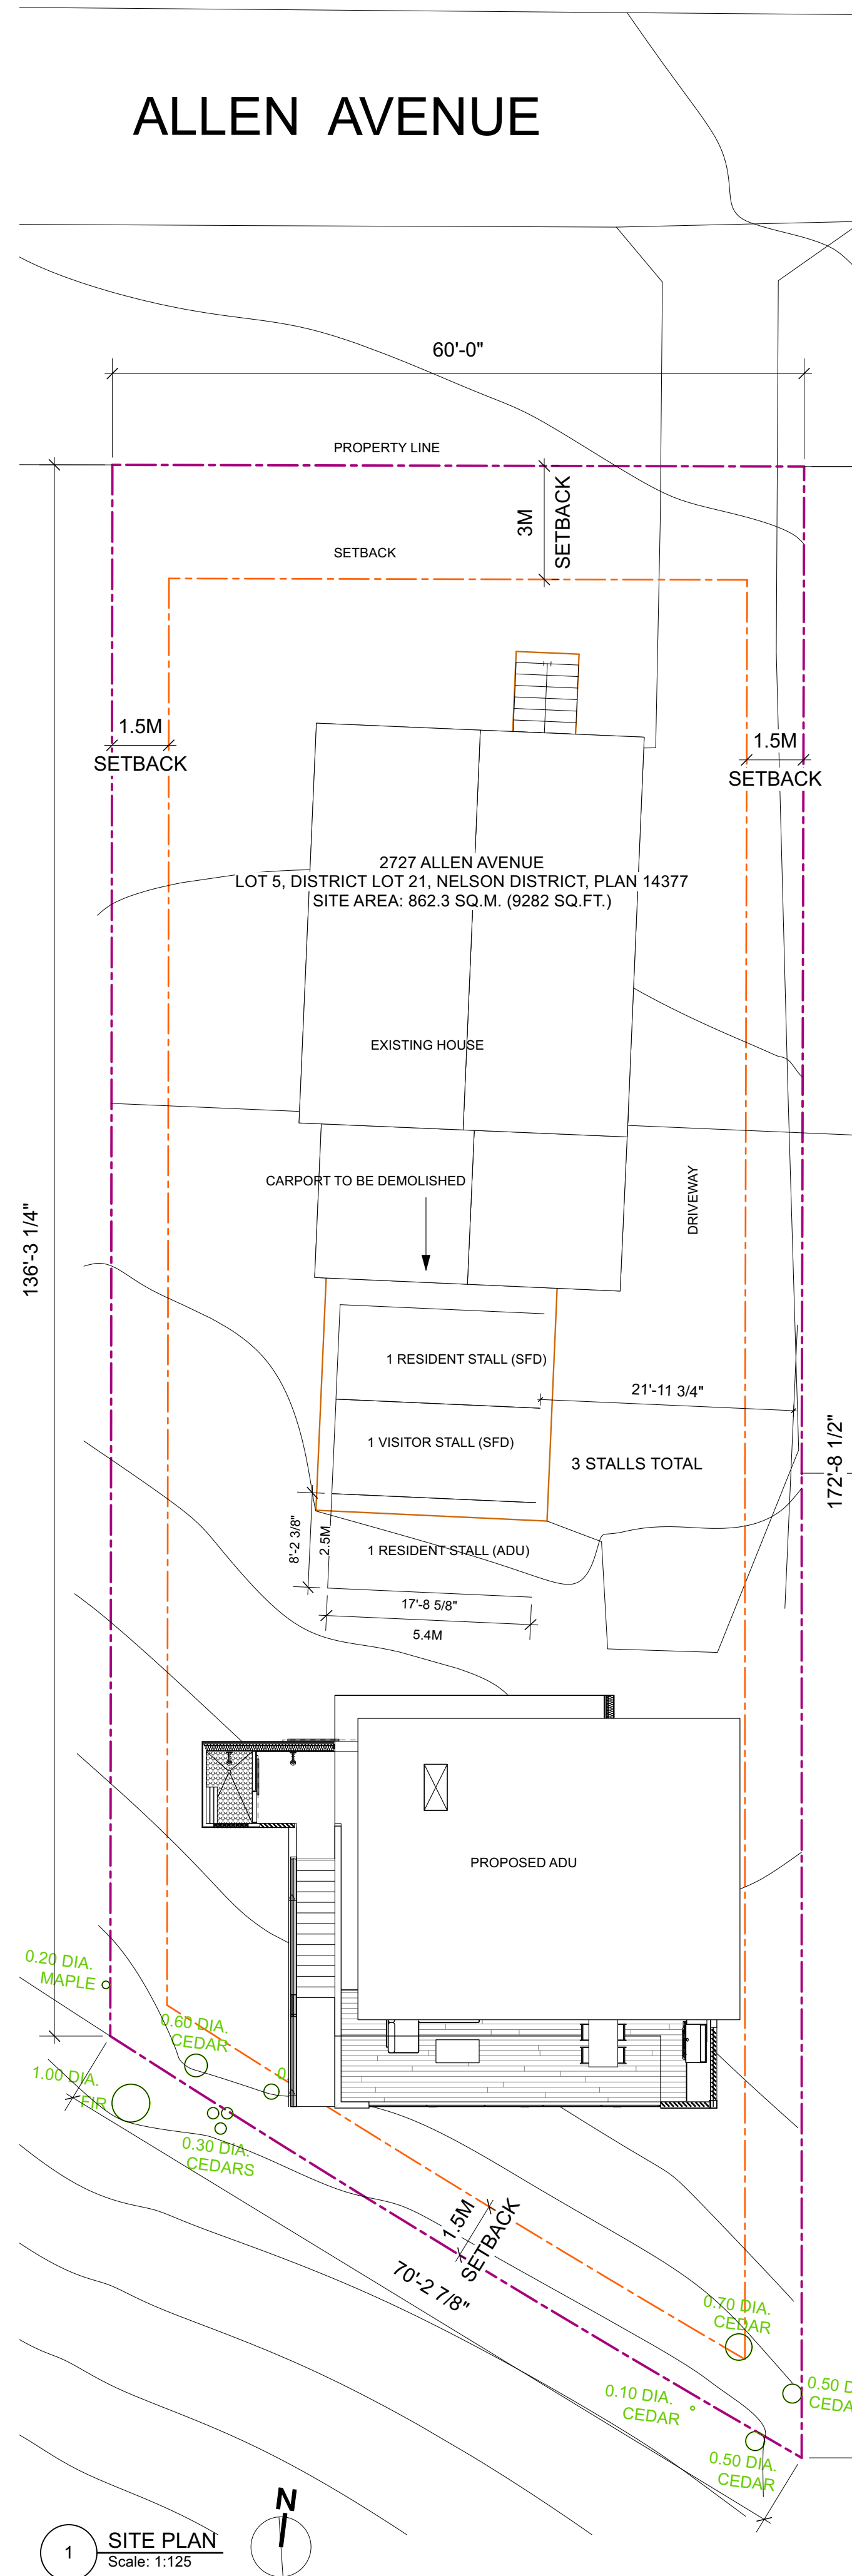 ALLEN AVENUE
60'-0"
PROPERTY LINE
3M
SETBACK
SETBACK
1.5M
SETBACK
1.5M
SETBACK
2727 ALLEN AVENUE
LOT 5, DISTRICT LOT 21, NELSON DISTRICT, PLAN 14377
SITE AREA: 862.3 SQ.M. (9282 SQ.FT.)
EXISTING HOUSE
CARPORT TO BE DEMOLISHED
DRIVEWAY
136'-3 1/4"
1 RESIDENT STALL (SFD)
21'-11 3/4"
1 VISITOR STALL (SFD)
3 STALLS TOTAL
172'-8 1/2"
8'-2 3/8"
2.5M
1 RESIDENT STALL (ADU)
17'-8 5/8"
5.4M
PROPOSED ADU
0.20 DIA.
MAPLE
0.60 DIA.
CEDAR
1.00 DIA.
FIR
0.30 DIA.
CEDARS
1.5M
SETBACK
70'-2 7/8"
0.70 DIA.
CEDAR
0.10 DIA.
CEDAR
0.50
0.50 DIA.
CEDAR
N
1
SITE PLAN
Scale: 1:125